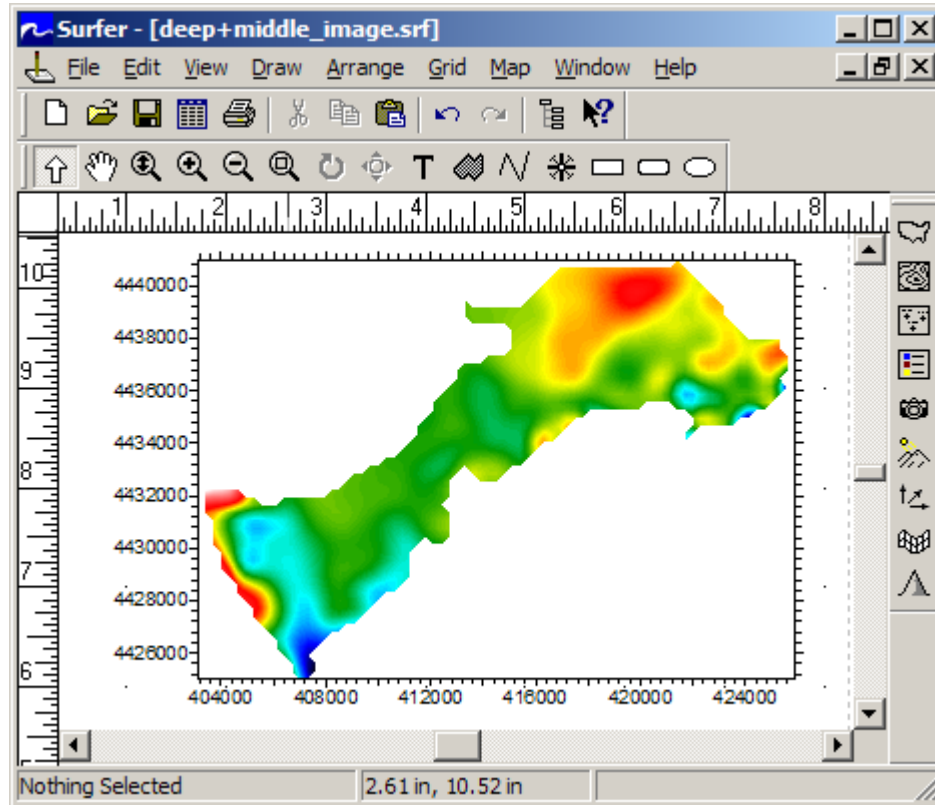 Surfer - [deep+middle_image.srf]
File Edit View Draw Arrange Grid Map Window Help
T
1 2 3 4 5 6 7 8
10
9
8
7
6
4440000
4438000
4436000
4434000
4432000
4430000
4428000
4426000
404000 408000 412000 416000 420000 424000
Nothing Selected 2.61 in, 10.52 in